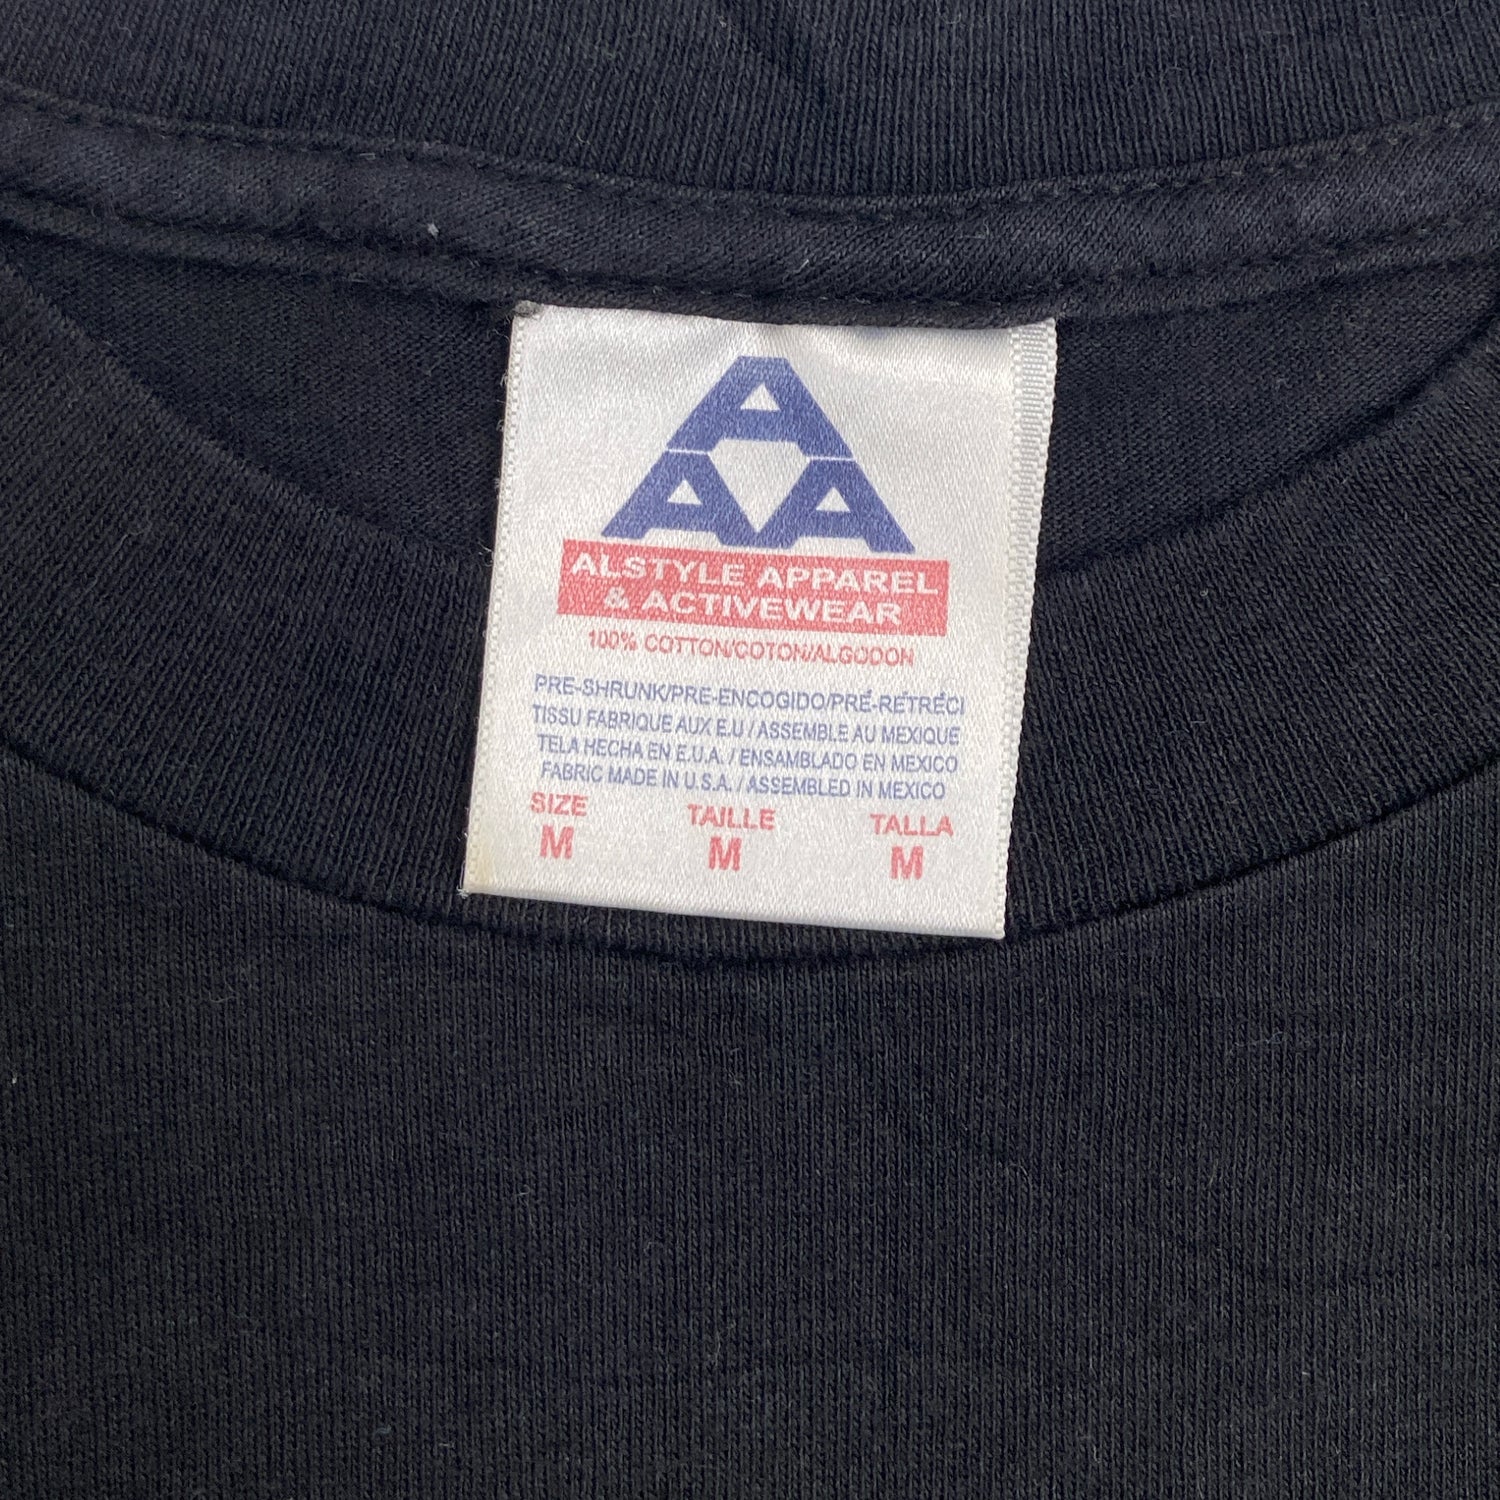 A
A A
ALSTYLE APPAREL
& ACTIVEWEAR
100% COTTON/COTON/ALGODON
PRE-SHRUNK/PRE-ENCOGIDO/PRÉ-RÉTRÉCI
TISSU FABRIQUE AUX E.U / ASSEMBLE AU MEXIQUE
TELA HECHA EN E.U.A. / ENSAMBLADO EN MEXICO
FABRIC MADE IN U.S.A. / ASSEMBLED IN MEXICO
SIZE TAILLE TALLA
M M M